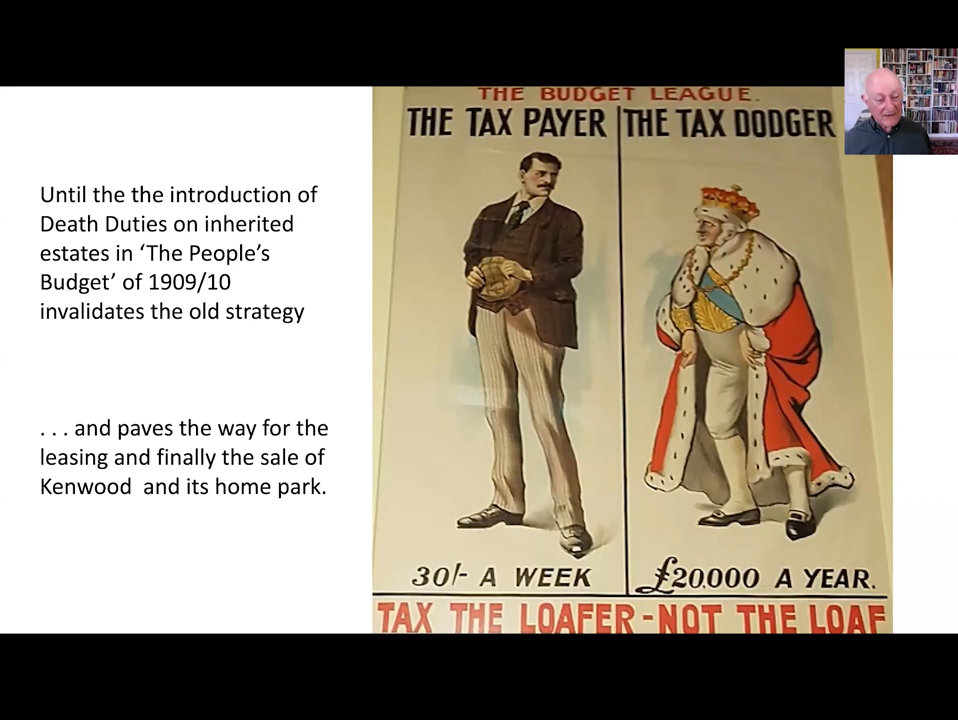 Until the the introduction of
Death Duties on inherited
estates in ‘The People’s
Budget’ of 1909/10
invalidates the old strategy
. . . and paves the way for the
leasing and finally the sale of
Kenwood and its home park.
THE BUDGET LEAGUE.
THE TAX PAYER THE TAX DODGER
30/- A WEEK £20,000 A YEAR.
TAX THE LOAFER - NOT THE LOAF